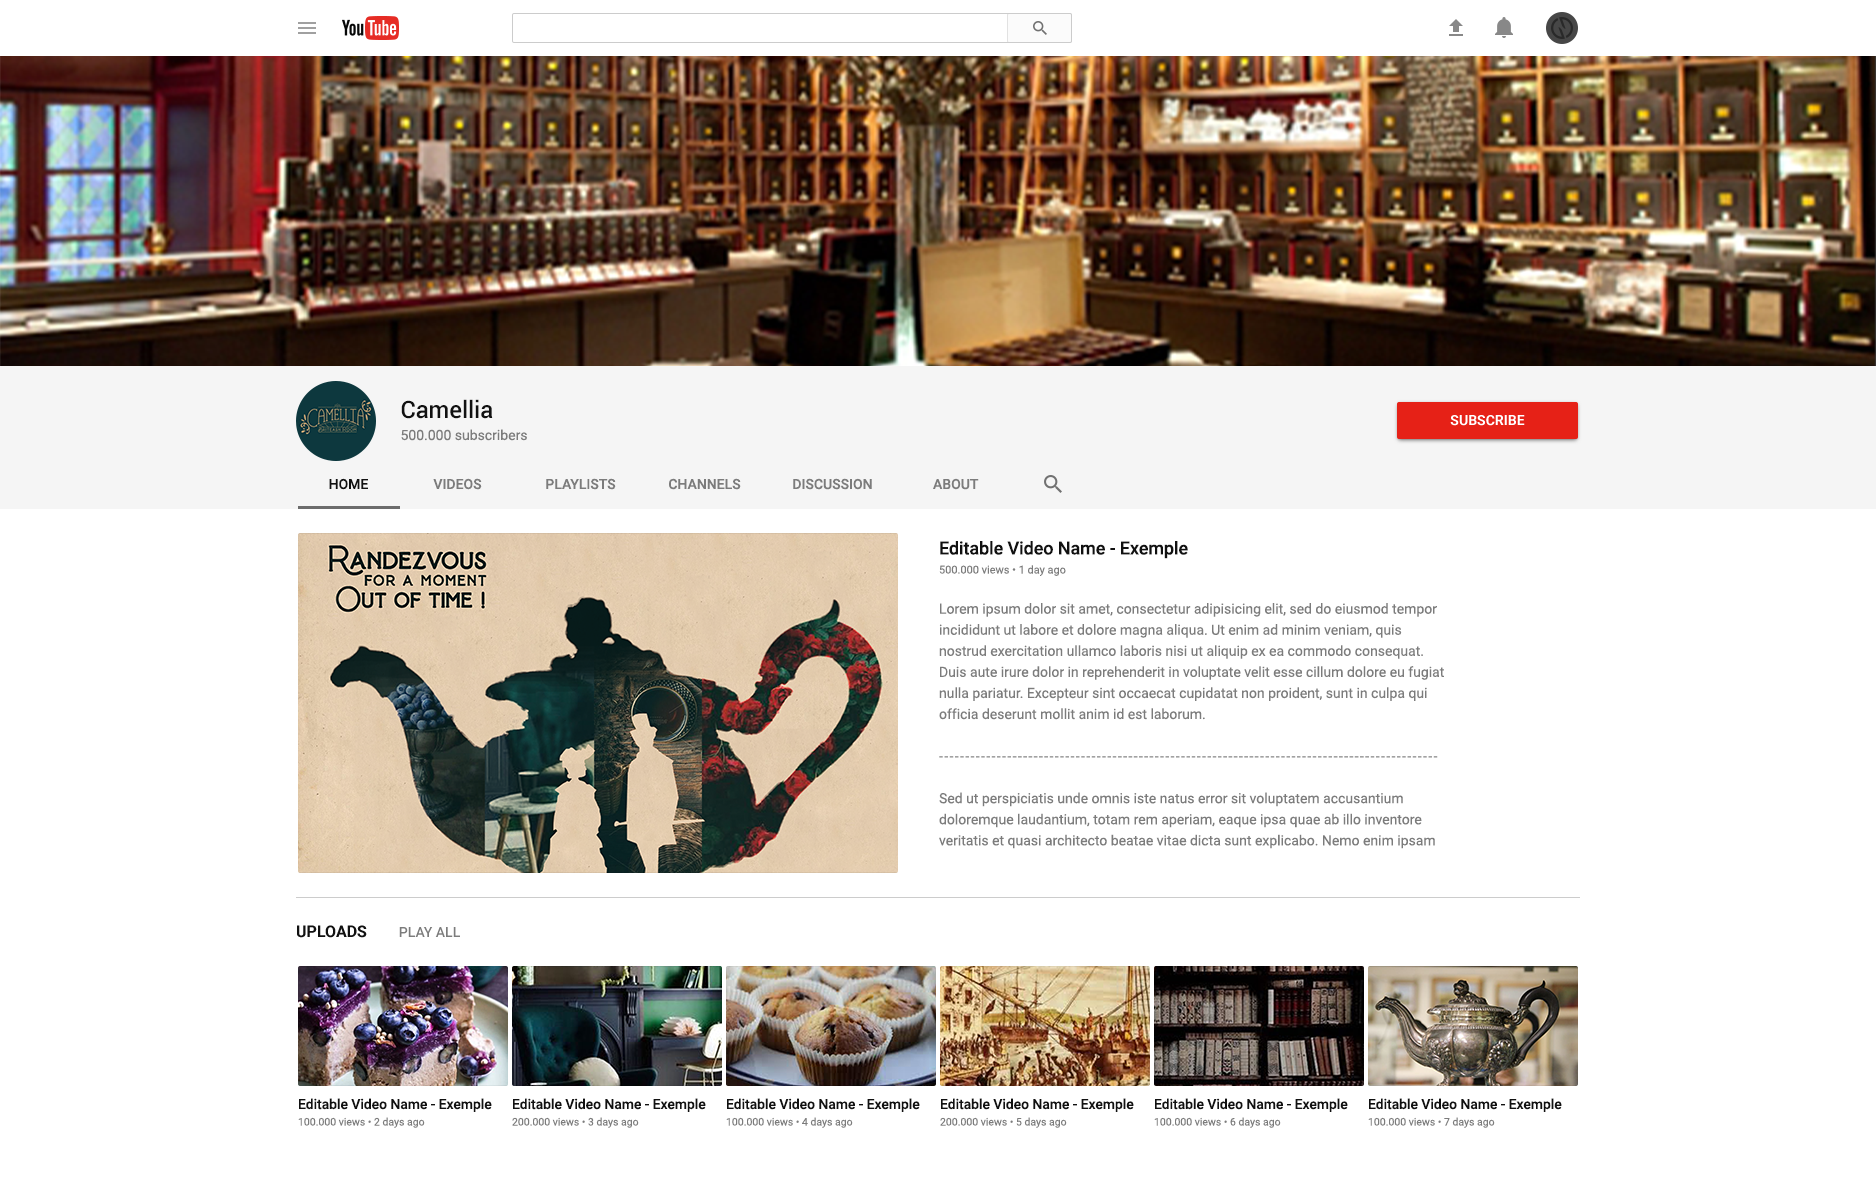 YouTube
Camellia
500.000 subscribers
CAMELLIA
SUBSCRIBE
HOME
VIDEOS
PLAYLISTS
CHANNELS
DISCUSSION
ABOUT
RANDEZVOUS
FOR A MOMENT
OUT OF TIME !
Editable Video Name - Exemple
500.000 views • 1 day ago
Lorem ipsum dolor sit amet, consectetur adipisicing elit, sed do eiusmod tempor
incididunt ut labore et dolore magna aliqua. Ut enim ad minim veniam, quis
nostrud exercitation ullamco laboris nisi ut aliquip ex ea commodo consequat.
Duis aute irure dolor in reprehenderit in voluptate velit esse cillum dolore eu fugiat
nulla pariatur. Excepteur sint occaecat cupidatat non proident, sunt in culpa qui
officia deserunt mollit anim id est laborum.
-----------------------------------------------------------------------------------------------
Sed ut perspiciatis unde omnis iste natus error sit voluptatem accusantium
doloremque laudantium, totam rem aperiam, eaque ipsa quae ab illo inventore
veritatis et quasi architecto beatae vitae dicta sunt explicabo. Nemo enim ipsam
UPLOADS
PLAY ALL
Editable Video Name - Exemple
100.000 views • 2 days ago
Editable Video Name - Exemple
200.000 views • 3 days ago
Editable Video Name - Exemple
100.000 views • 4 days ago
Editable Video Name - Exemple
200.000 views • 5 days ago
Editable Video Name - Exemple
100.000 views • 6 days ago
Editable Video Name - Exemple
100.000 views • 7 days ago